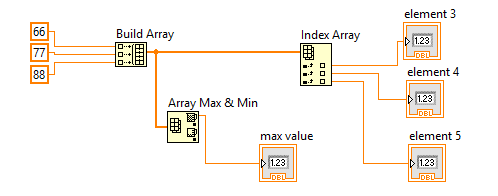 element 3
Build Array
Index Array
66
77
88
1.23
DBL
element 4
1.23
DBL
Array Max & Min
max value
element 5
1.23
DBL
1.23
DBL